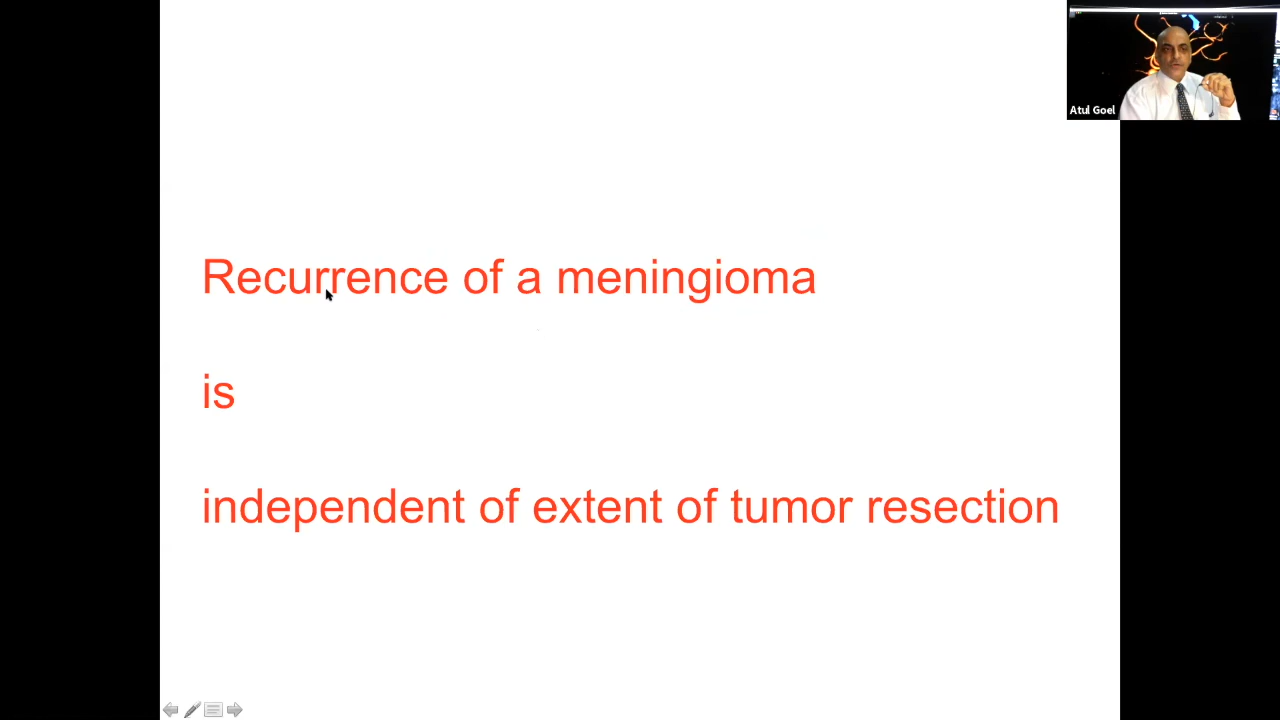 Atul Goel
Recurrence of a meningioma
is
independent of extent of tumor resection